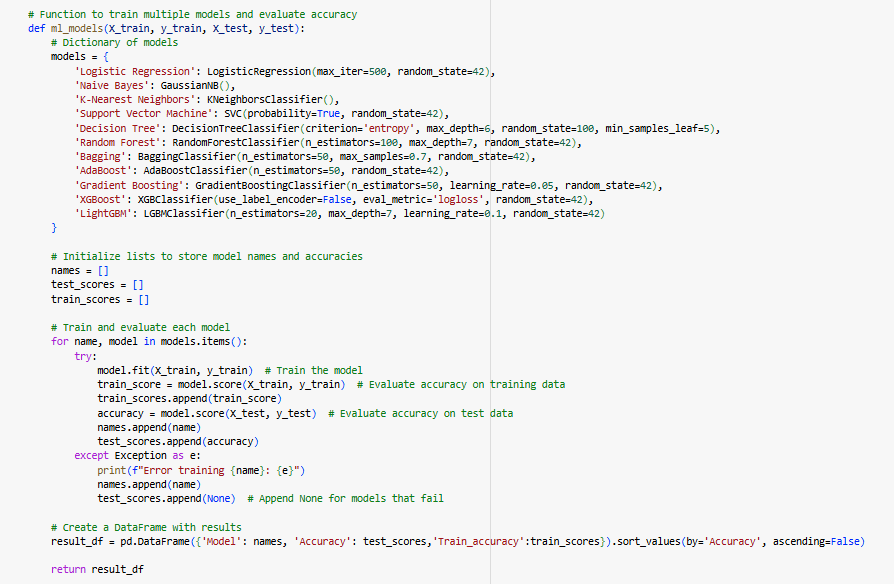 # Function to train multiple models and evaluate accuracy
def ml_models(X_train, y_train, X_test, y_test):
    # Dictionary of models
    models = {
        'Logistic Regression': LogisticRegression(max_iter=500, random_state=42),
        'Naive Bayes': GaussianNB(),
        'K-Nearest Neighbors': KNeighborsClassifier(),
        'Support Vector Machine': SVC(probability=True, random_state=42),
        'Decision Tree': DecisionTreeClassifier(criterion='entropy', max_depth=6, random_state=100, min_samples_leaf=5),
        'Random Forest': RandomForestClassifier(n_estimators=100, max_depth=7, random_state=42),
        'Bagging': BaggingClassifier(n_estimators=50, max_samples=0.7, random_state=42),
        'AdaBoost': AdaBoostClassifier(n_estimators=50, random_state=42),
        'Gradient Boosting': GradientBoostingClassifier(n_estimators=50, learning_rate=0.05, random_state=42),
        'XGBoost': XGBClassifier(use_label_encoder=False, eval_metric='logloss', random_state=42),
        'LightGBM': LGBMClassifier(n_estimators=20, max_depth=7, learning_rate=0.1, random_state=42)
    }

    # Initialize lists to store model names and accuracies
    names = []
    test_scores = []
    train_scores = []

    # Train and evaluate each model
    for name, model in models.items():
        try:
            model.fit(X_train, y_train)  # Train the model
            train_score = model.score(X_train, y_train)  # Evaluate accuracy on training data
            train_scores.append(train_score)
            accuracy = model.score(X_test, y_test)  # Evaluate accuracy on test data
            names.append(name)
            test_scores.append(accuracy)
        except Exception as e:
            print(f"Error training {name}: {e}")
            names.append(name)
            test_scores.append(None)  # Append None for models that fail

    # Create a DataFrame with results
    result_df = pd.DataFrame({'Model': names, 'Accuracy': test_scores,'Train_accuracy':train_scores}).sort_values(by='Accuracy', ascending=False)

    return result_df